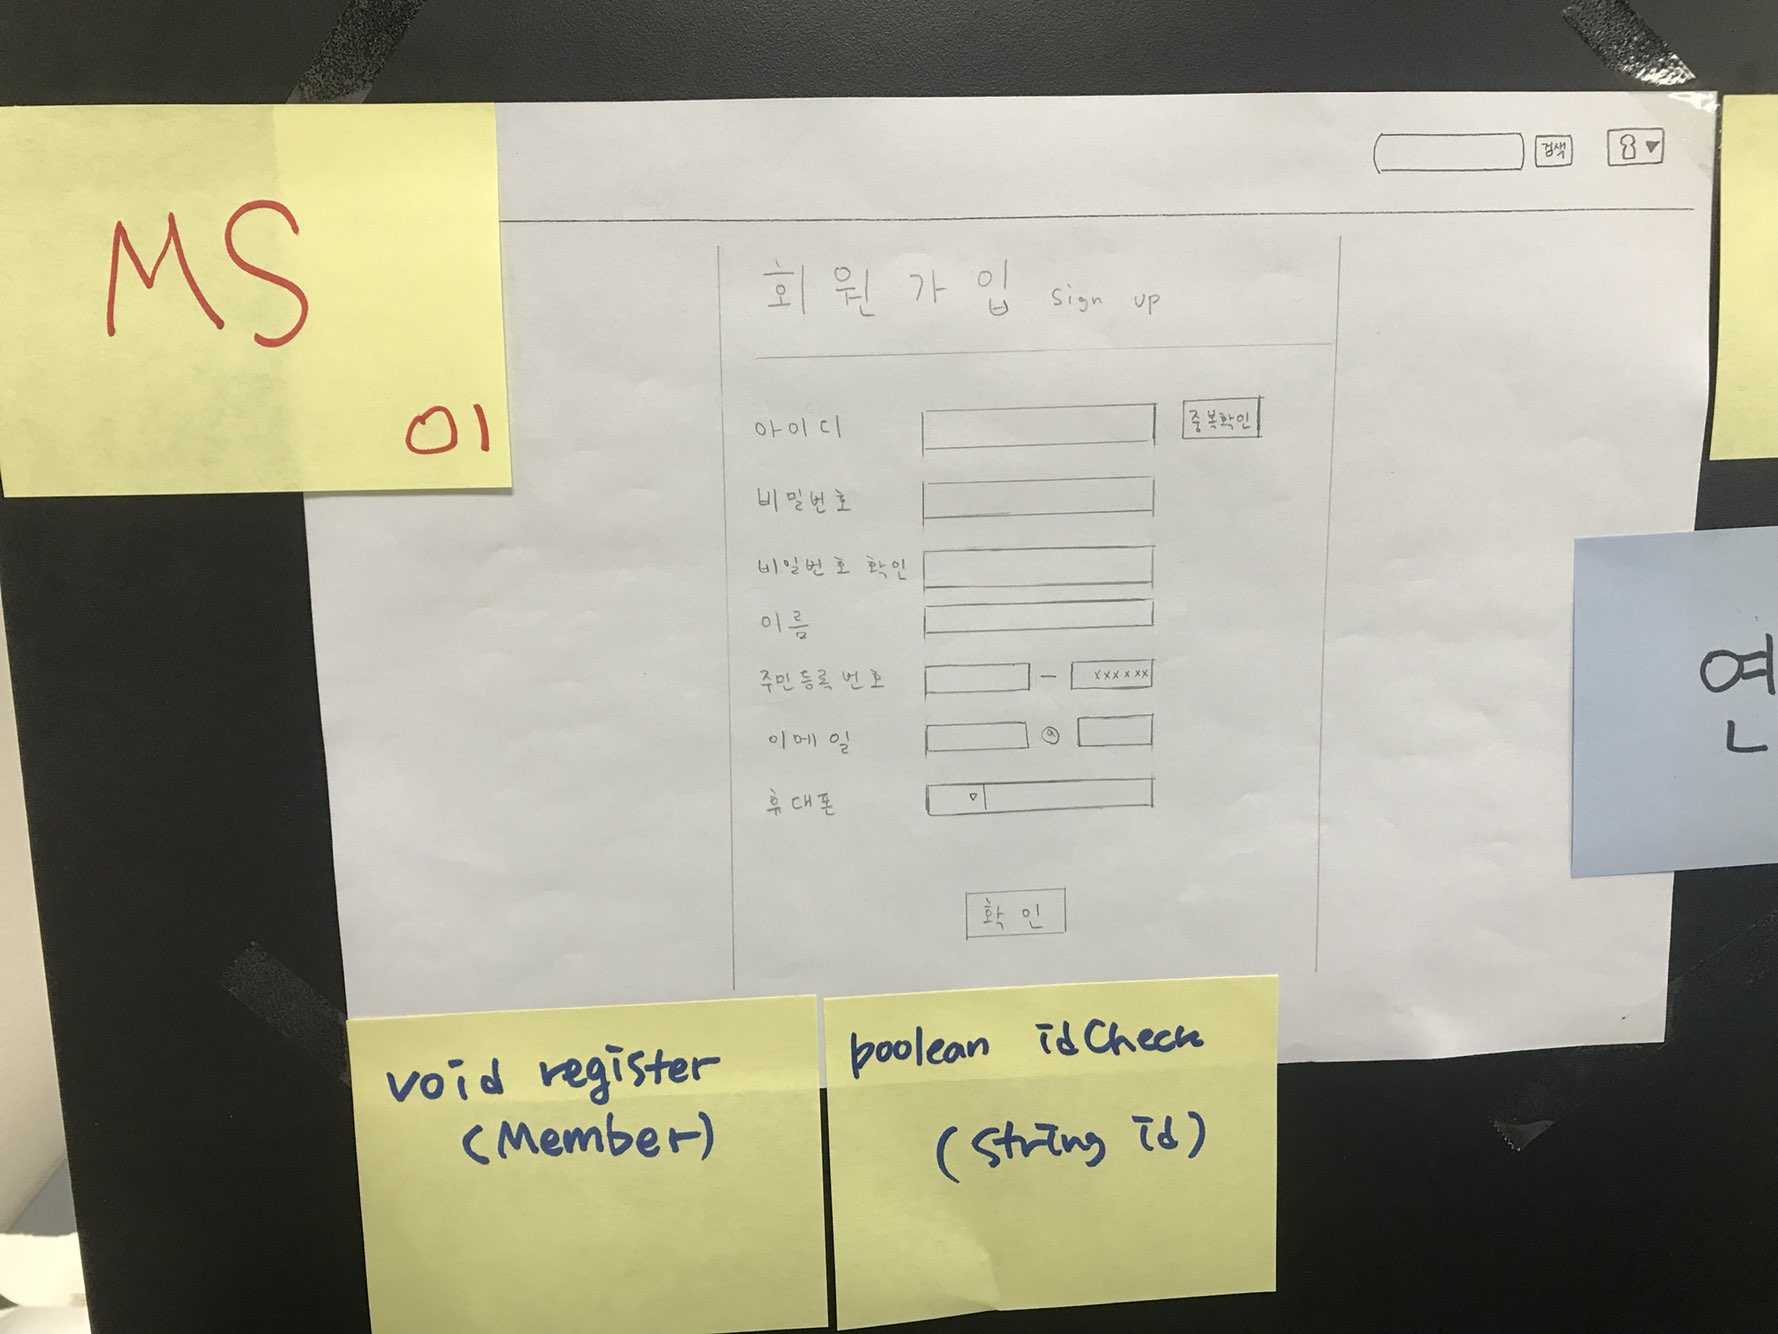 MS
01
검색
회원가입 sign up
아이디
중복확인
비밀번호
비밀번호 확인
이름
주민등록번호
- xxxxxx
이메일
@
휴대폰
확인
void register
(Member)
boolean idCheck
(String id)
연